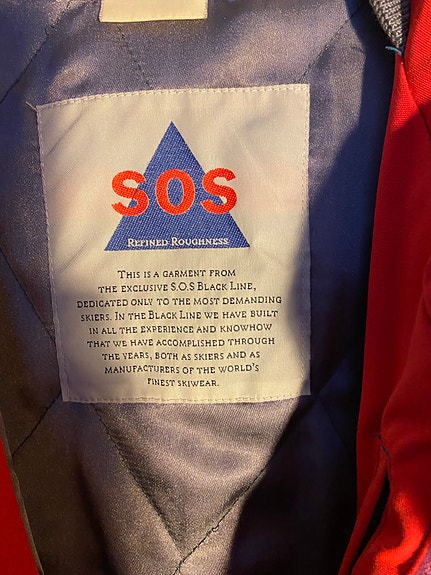 SOS
REFINED ROUGHNESS
THIS IS A GARMENT FROM
THE EXCLUSIVE S.O.S BLACK LINE,
DEDICATED ONLY TO THE MOST DEMANDING
SKIERS. IN THE BLACK LINE WE HAVE BUILT
IN ALL THE EXPERIENCE AND KNOWHOW
THAT WE HAVE ACCOMPLISHED THROUGH
THE YEARS, BOTH AS SKIERS AND AS
MANUFACTURERS OF THE WORLD'S
FINEST SKIWEAR.